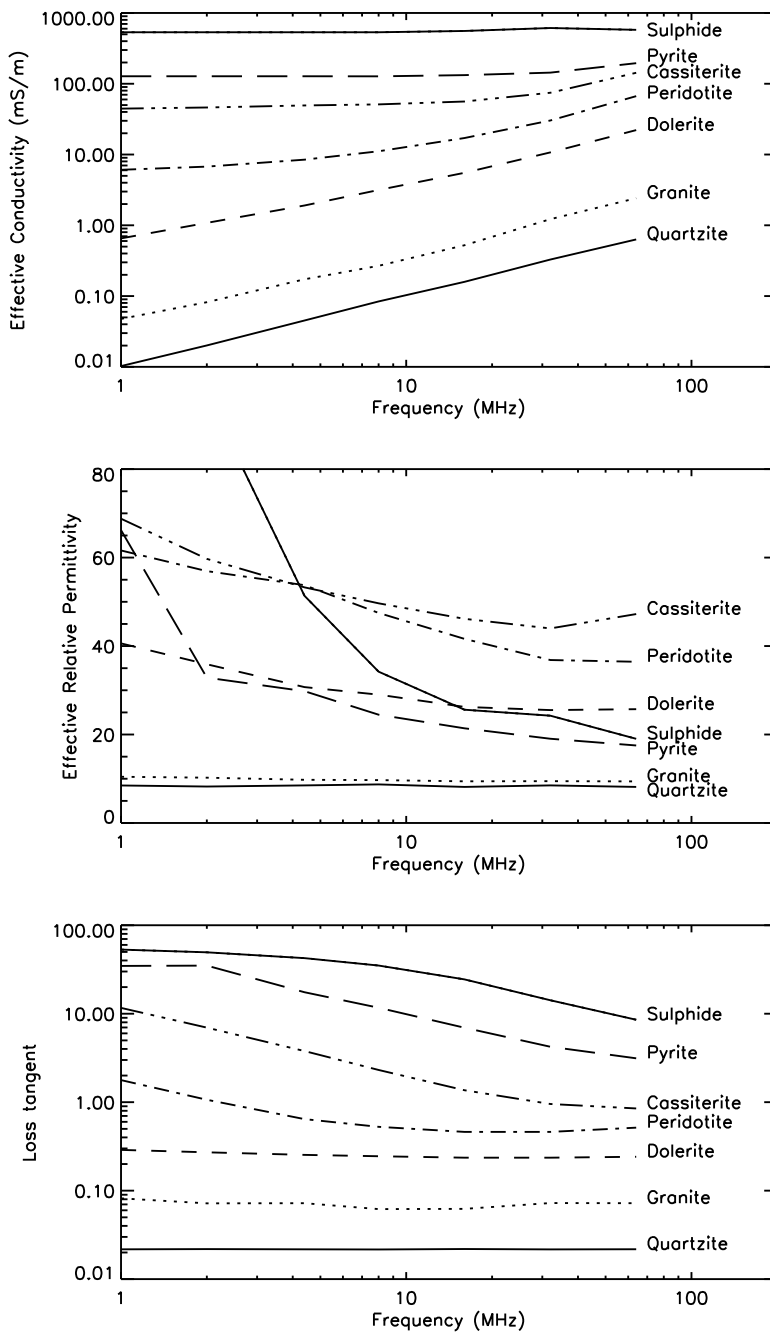 Effective Conductivity (mS/m)
1000.00
100.00
10.00
1.00
0.10
0.01
Sulphide
Pyrite
Cassiterite
Peridotite
Dolerite
Granite
Quartzite
1 10 100
Frequency (MHz)
Effective Relative Permittivity
80
60
40
20
0
Cassiterite
Peridotite
Dolerite
Sulphide
Pyrite
Granite
Quartzite
1 10 100
Frequency (MHz)
Loss tangent
100.00
10.00
1.00
0.10
0.01
Sulphide
Pyrite
Cassiterite
Peridotite
Dolerite
Granite
Quartzite
1 10 100
Frequency (MHz)